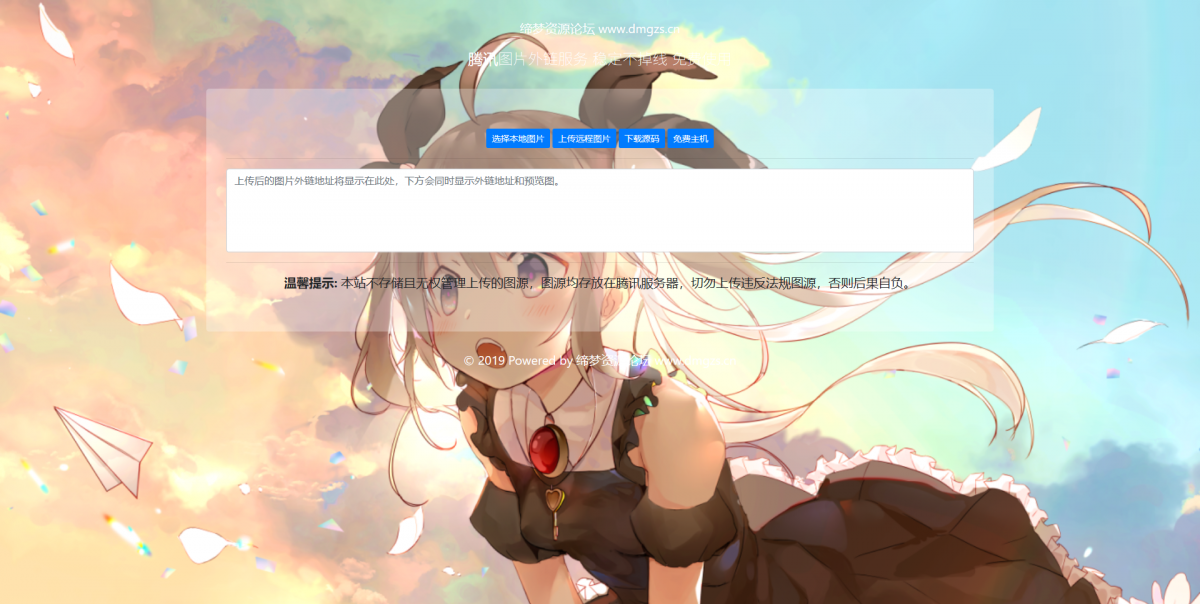 缔梦资源论坛 www.dmgzs.cn
腾讯图片外链服务 稳定不掉线 免费
选择本地图片 上传远程图片 下载源码 免费主机
上传后的图片外链地址将显示在此处，下方会同时显示外链地址和预览图。
温馨提示: 本站不存储且无权管理上传的图源，图源均存放在腾讯服务器，切勿上传违反法规图源，否则后果自负。
© 2019 Powered by 缔梦资源论坛